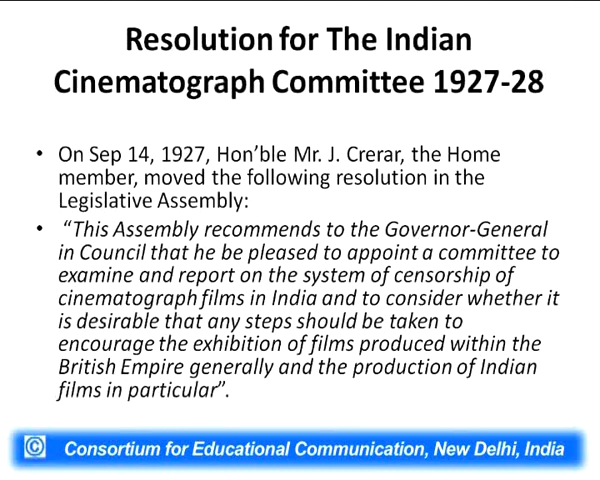 Resolution for The Indian
Cinematograph Committee 1927-28
• On Sep 14, 1927, Hon’ble Mr. J. Crerar, the Home
member, moved the following resolution in the
Legislative Assembly:
• “This Assembly recommends to the Governor-General
in Council that he be pleased to appoint a committee to
examine and report on the system of censorship of
cinematograph films in India and to consider whether it
is desirable that any steps should be taken to
encourage the exhibition of films produced within the
British Empire generally and the production of Indian
films in particular”.
© Consortium for Educational Communication, New Delhi, India